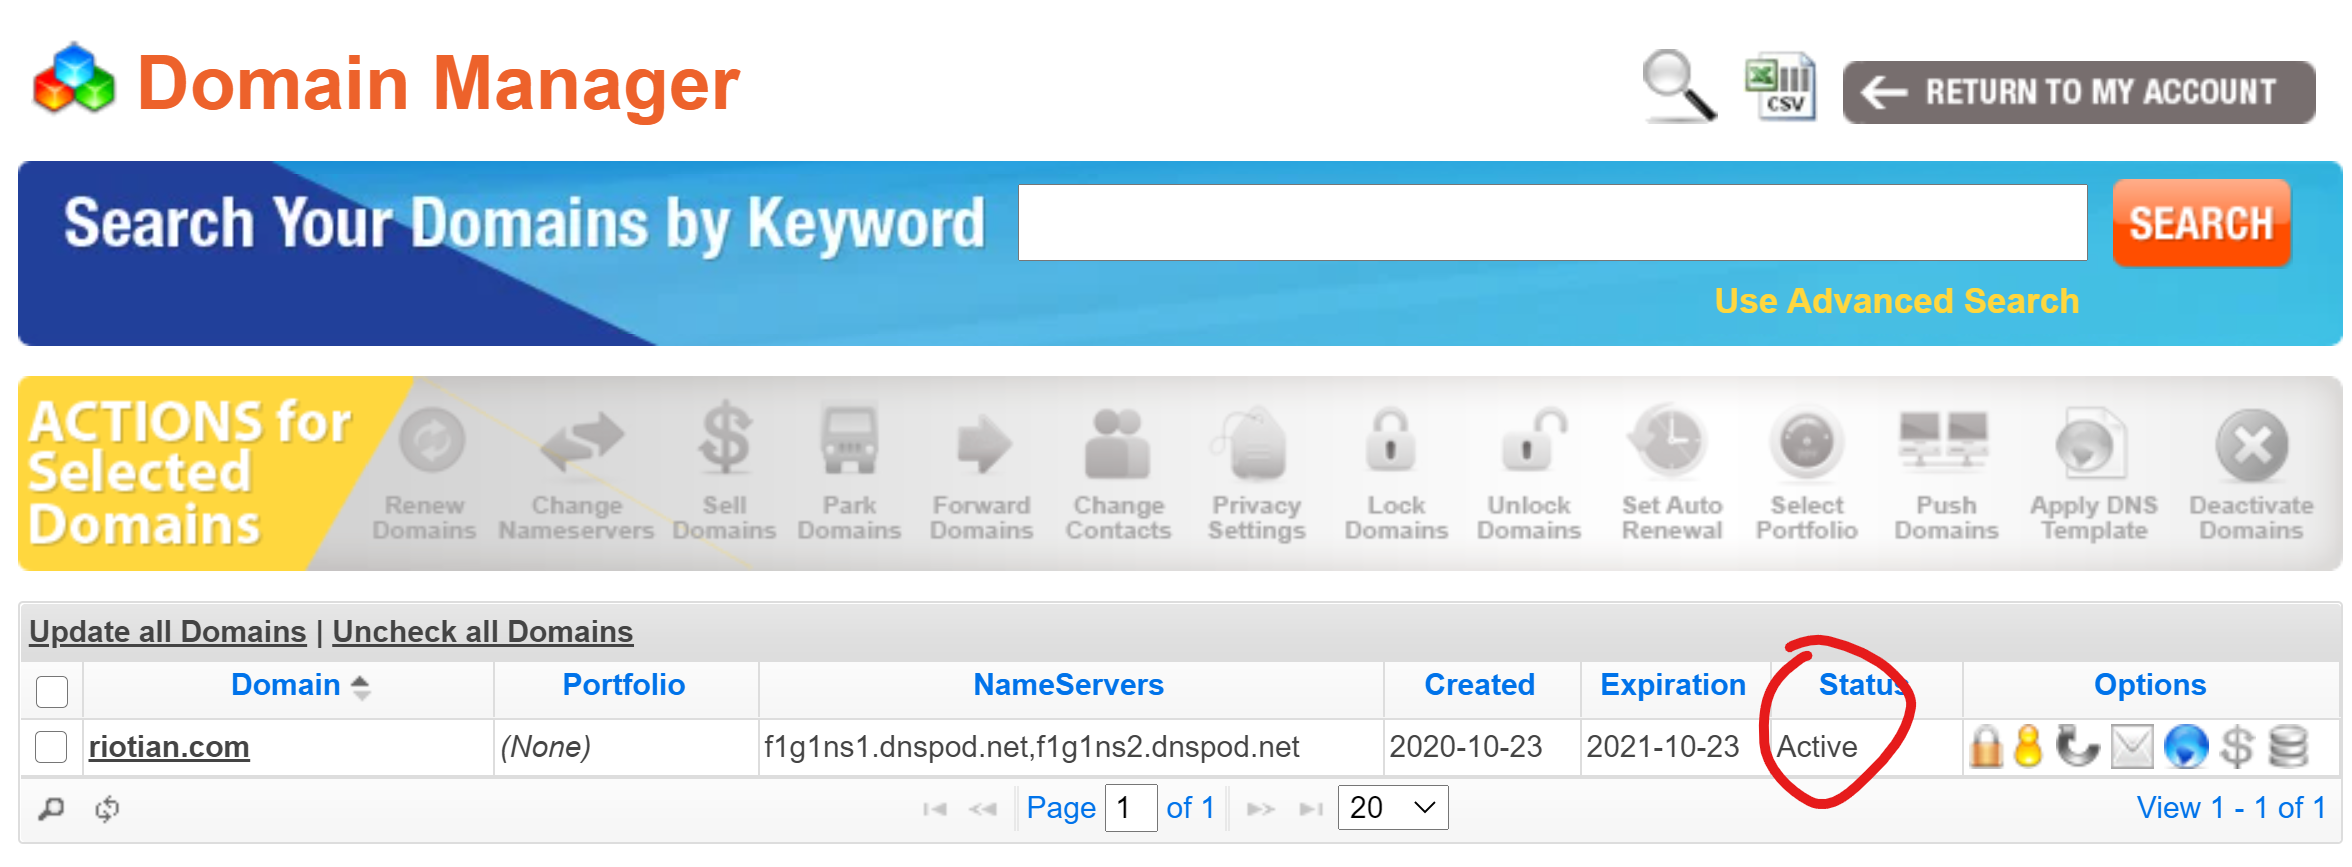 Domain Manager
CSV
RETURN TO MY ACCOUNT
Search Your Domains by Keyword
SEARCH
Use Advanced Search
ACTIONS for
Selected
Domains
Renew
Domains
Change
Nameservers
Sell
Domains
Park
Domains
Forward
Domains
Change
Contacts
Privacy
Settings
Lock
Domains
Unlock
Domains
Set Auto
Renewal
Select
Portfolio
Push
Domains
Apply DNS
Template
Deactivate
Domains
Update all Domains | Uncheck all Domains
Domain Portfolio NameServers Created Expiration Status Options
riotian.com (None) f1g1ns1.dnspod.net,f1g1ns2.dnspod.net 2020-10-23 2021-10-23 Active
Page 1 of 1 20 View 1 - 1 of 1